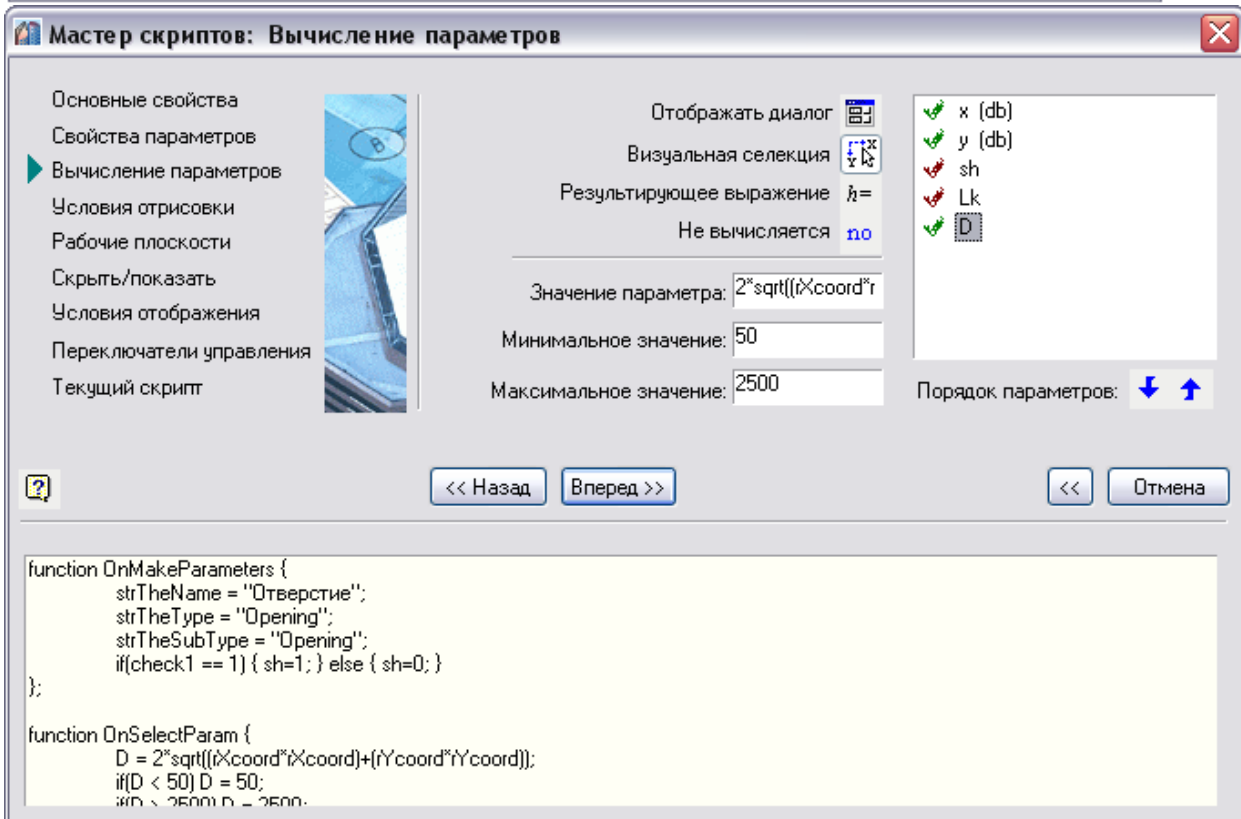 Мастер скриптов: Вычисление параметров
Основные свойства
Свойства параметров
Вычисление параметров
Условия отрисовки
Рабочие плоскости
Скрыть/показать
Условия отображения
Переключатели управления
Текущий скрипт
B
Отображать диалог
Визуальная селекция
Результирующее выражение h=
Не вычисляется no
Значение параметра: 2*sqrt((rXcoord*r
Минимальное значение: 50
Максимальное значение: 2500
x (db)
y (db)
sh
Lk
D
Порядок параметров:
<< Назад
Вперед >>
<<
Отмена
function OnMakeParameters {
strTheName = "Отверстие";
strTheType = "Opening";
strTheSubType = "Opening";
if(check1 == 1) { sh=1; } else { sh=0; }
};
function OnSelectParam {
D = 2*sqrt((rXcoord*rXcoord)+(rYcoord*rYcoord));
if(D < 50) D = 50;
if(D > 2500) D = 2500;